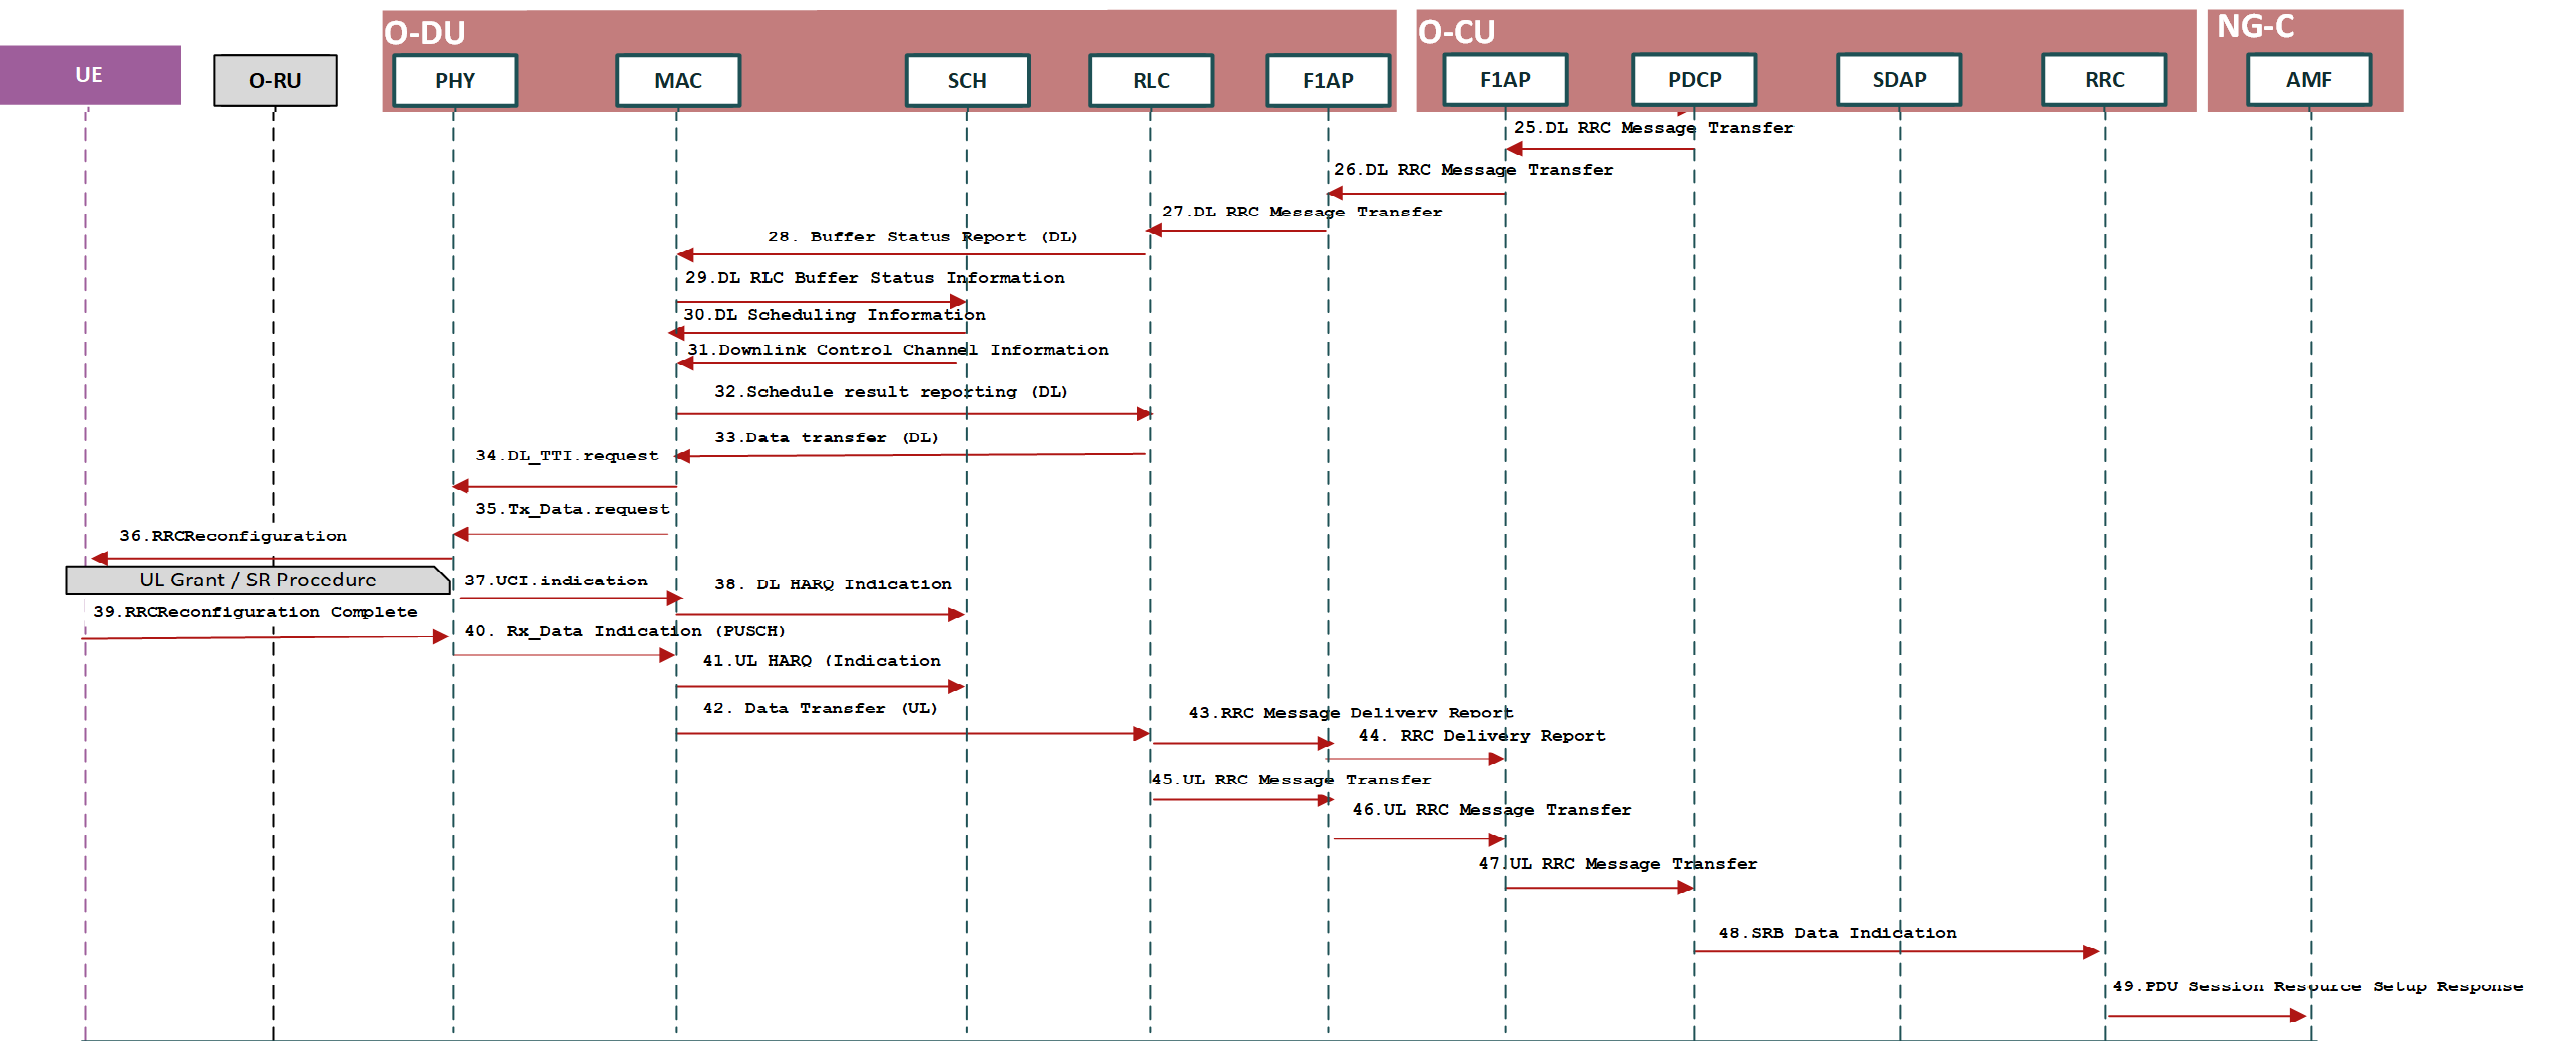 O-DU
O-CU
NG-C
UE
O-RU
PHY
MAC
SCH
RLC
F1AP
F1AP
PDCP
SDAP
RRC
AMF
25.DL RRC Message Transfer
26.DL RRC Message Transfer
27.DL RRC Message Transfer
28. Buffer Status Report (DL)
29.DL RLC Buffer Status Information
30.DL Scheduling Information
31.Downlink Control Channel Information
32.Schedule result reporting (DL)
33.Data transfer (DL)
34.DL_TTI.request
35.Tx_Data.request
36.RRCReconfiguration
UL Grant / SR Procedure
37.UCI.indication
38. DL HARQ Indication
39.RRCReconfiguration Complete
40. Rx_Data Indication (PUSCH)
41.UL HARQ (Indication
42. Data Transfer (UL)
43.RRC Message Delivery Report
44. RRC Delivery Report
45.UL RRC Message Transfer
46.UL RRC Message Transfer
47.UL RRC Message Transfer
48.SRB Data Indication
49.PDU Session Resource Setup Response